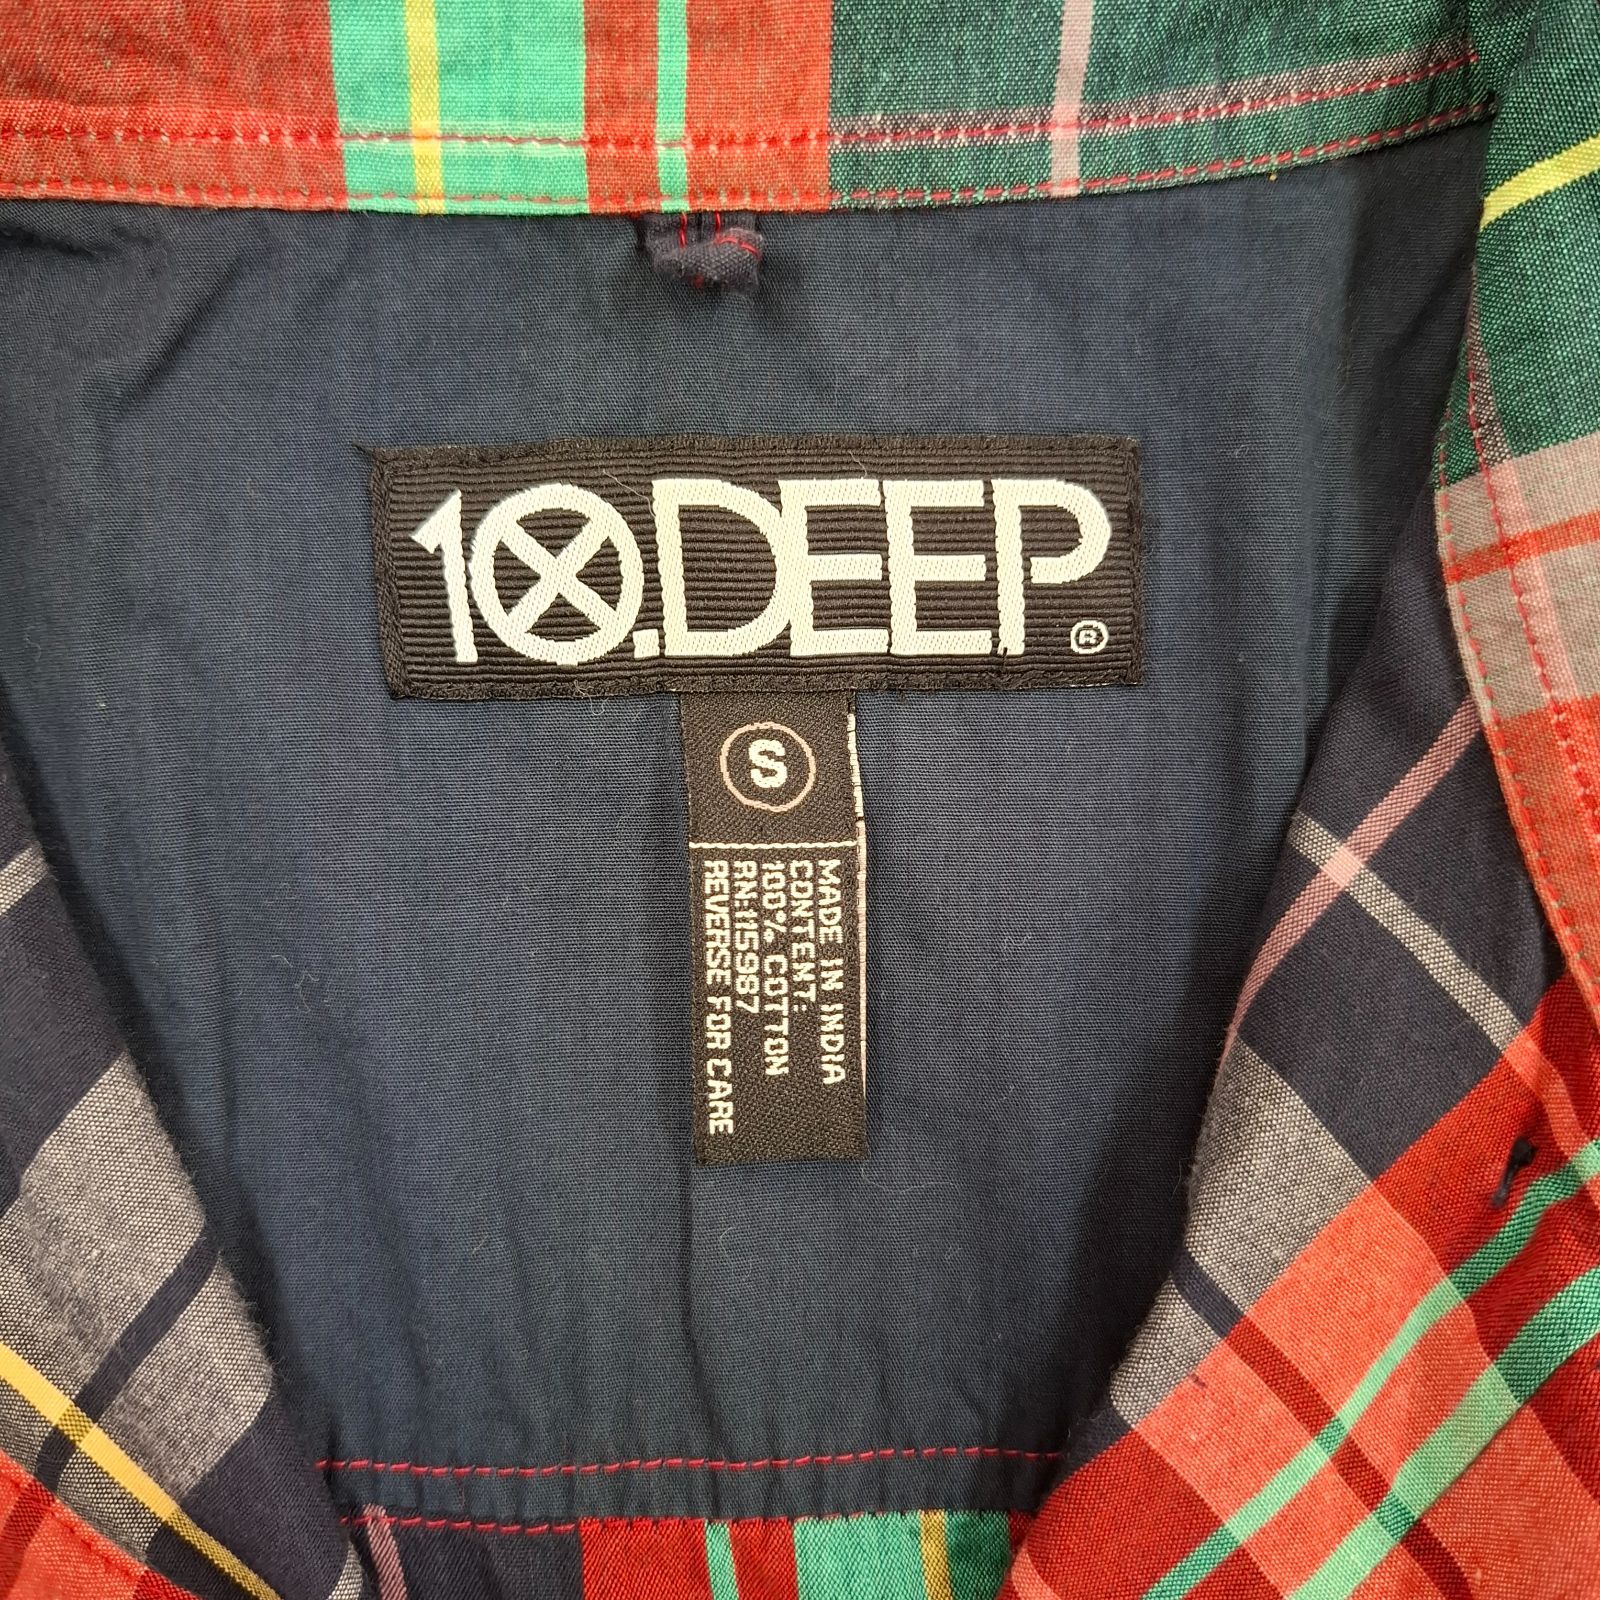 10.DEEP®
S
MADE IN INDIA
CONTENT:
100% COTTON
RN:115987
REVERSE FOR CARE